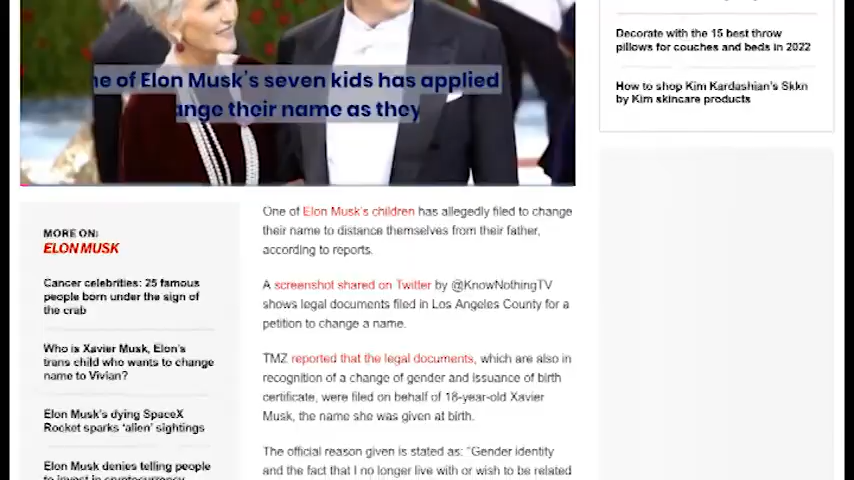 ne of Elon Musk's seven kids has applied
ange their name as they
Decorate with the 15 best throw
pillows for couches and beds in 2022
How to shop Kim Kardashian's Skkn
by Kim skincare products
MORE ON:
ELON MUSK
Cancer celebrities: 25 famous
people born under the sign of
the crab
Who is Xavier Musk, Elon's
trans child who wants to change
name to Vivian?
Elon Musk's dying SpaceX
Rocket sparks 'alien' sightings
Elon Musk denies telling people
to invest in cryptocurrency
One of Elon Musk's children has allegedly filed to change
their name to distance themselves from their father,
according to reports.
A screenshot shared on Twitter by @KnowNothingTV
shows legal documents filed in Los Angeles County for a
petition to change a name.
TMZ reported that the legal documents, which are also in
recognition of a change of gender and issuance of birth
certificate, were filed on behalf of 18-year-old Xavier
Musk, the name she was given at birth.
The official reason given is stated as: "Gender identity
and the fact that I no longer live with or wish to be related